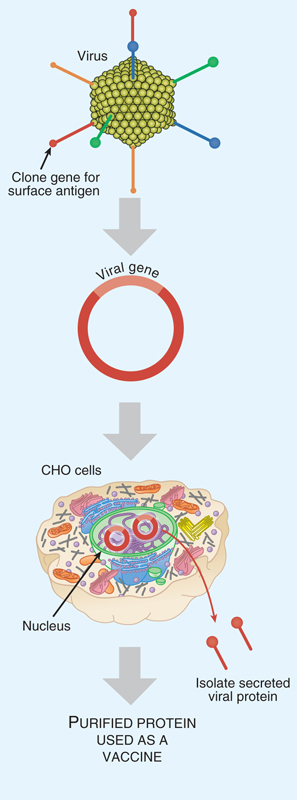 Virus
Clone gene for
surface antigen
Viral gene
CHO cells
Nucleus
Isolate secreted
viral protein
PURIFIED PROTEIN
USED AS A
VACCINE